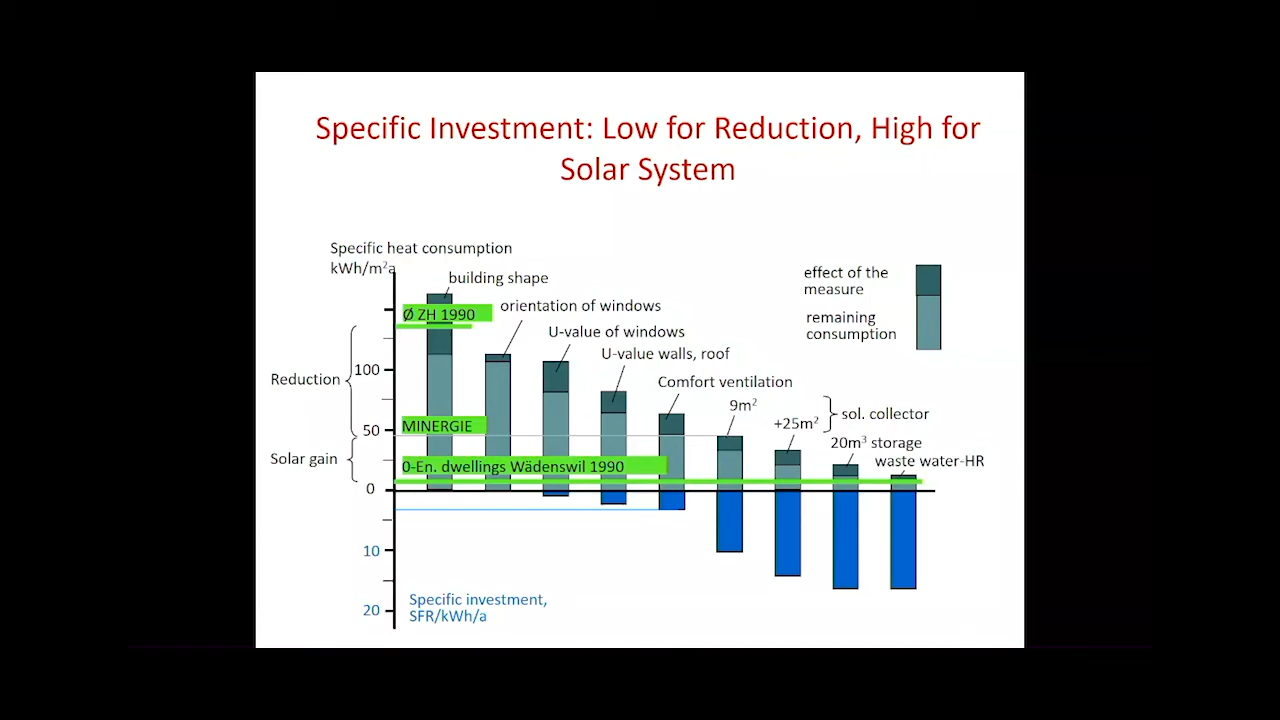 Specific Investment: Low for Reduction, High for
Solar System
Specific heat consumption
kWh/m²a
building shape
effect of the
measure
Ø ZH 1990
orientation of windows
remaining
consumption
U-value of windows
U-value walls, roof
100
Reduction
Comfort ventilation
9m²
+25m²
sol. collector
MINERGIE
50
20m³ storage
Solar gain
waste water-HR
0-En. dwellings Wädenswil 1990
0
10
Specific investment,
SFR/kWh/a
20